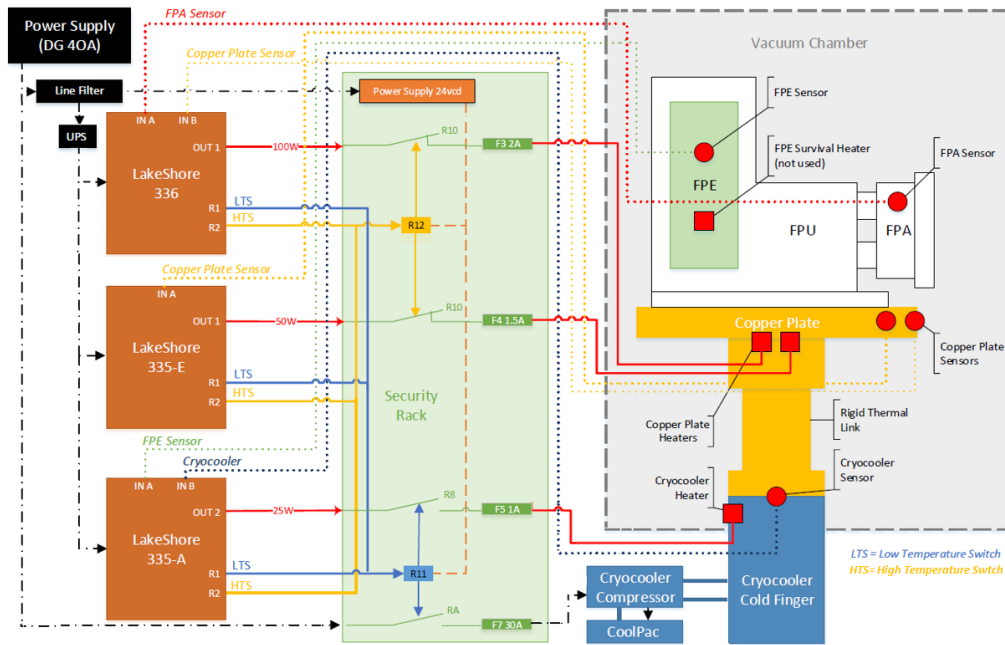 Power Supply
(DG 4OA)
FPA Sensor
Copper Plate Sensor
Line Filter
UPS
Power Supply 24vcd
IN A
IN B
OUT 1
100W
R10
F3 2A
LakeShore
336
R1
LTS
R2
HTS
R12
Copper Plate Sensor
IN A
OUT 1
50W
R10
F4 1.5A
LakeShore
335-E
R1
LTS
R2
HTS
Security
Rack
FPE Sensor
Cryocooler
IN A
IN B
OUT 2
25W
R8
F5 1A
LakeShore
335-A
R1
LTS
R2
HTS
R11
RA
F7 30A
Vacuum Chamber
FPE Sensor
FPE Survival Heater
(not used)
FPA Sensor
FPE
FPU
FPA
Copper Plate
Copper Plate
Sensors
Copper Plate
Heaters
Rigid Thermal
Link
Cryocooler
Sensor
Cryocooler
Heater
LTS = Low Temperature Switch
HTS= High Temperature Swtch
Cryocooler
Compressor
CoolPac
Cryocooler
Cold Finger